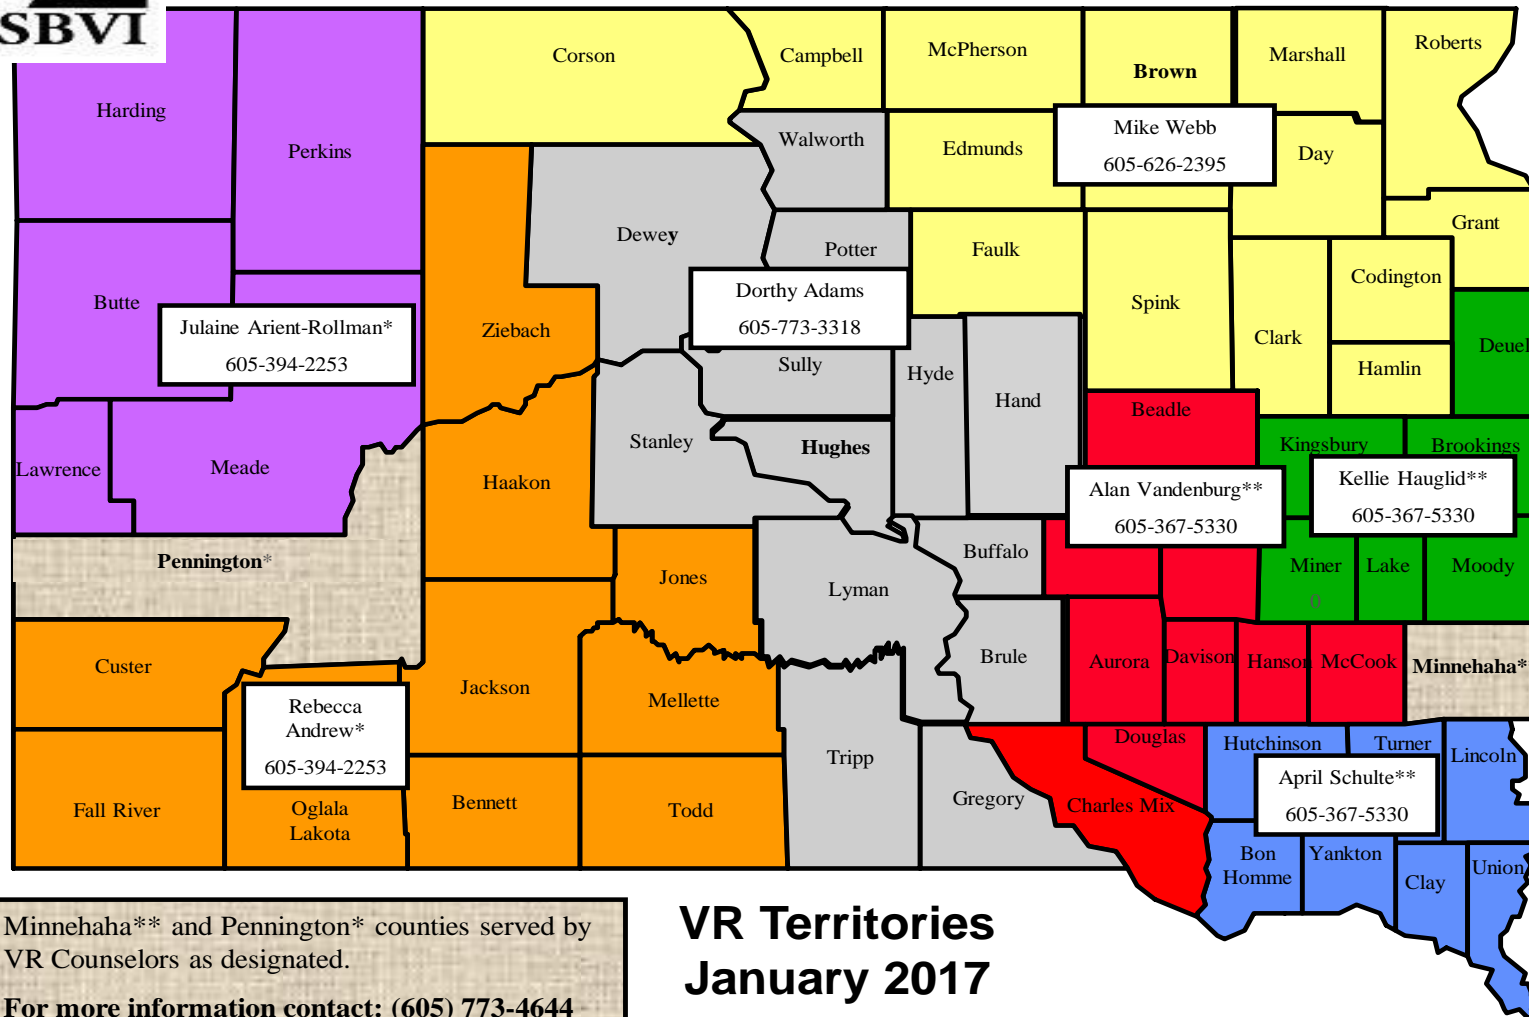 SBVI
Harding
Perkins
Corson
Campbell
McPherson
Brown
Marshall
Roberts
Walworth
Edmunds
Mike Webb
605-626-2395
Day
Grant
Dewey
Potter
Faulk
Codington
Butte
Ziebach
Dorthy Adams
605-773-3318
Spink
Clark
Deuel
Julaine Arient-Rollman*
605-394-2253
Sully
Hyde
Hand
Hamlin
Beadle
Lawrence
Meade
Haakon
Stanley
Hughes
Kingsbury
Brookings
Alan Vandenburg**
605-367-5330
Kellie Hauglid**
605-367-5330
Pennington*
Jones
Lyman
Buffalo
Miner
0
Lake
Moody
Custer
Jackson
Mellette
Brule
Aurora
Davison
Hanson
McCook
Minnehaha*
Rebecca
Andrew*
605-394-2253
Tripp
Gregory
Douglas
Charles Mix
Hutchinson
Turner
Lincoln
April Schulte**
605-367-5330
Fall River
Oglala
Lakota
Bennett
Todd
Bon
Homme
Yankton
Clay
Union
Minnehaha** and Pennington* counties served by
VR Counselors as designated.
For more information contact: (605) 773-4644
VR Territories
January 2017